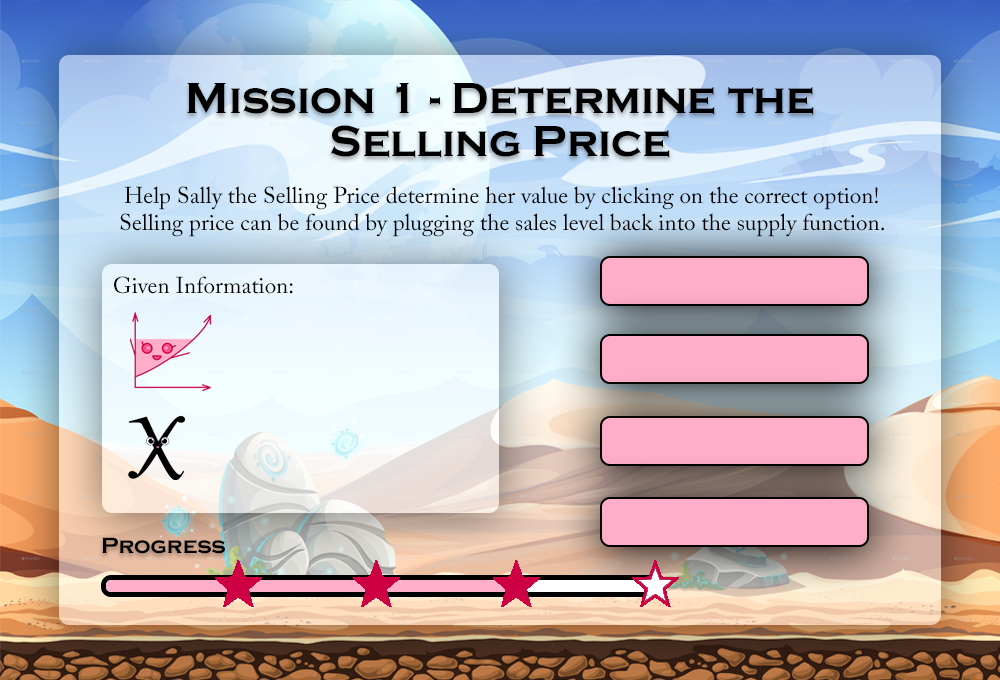 Mission 1 - Determine the
Selling Price
Help Sally the Selling Price determine her value by clicking on the correct option!
Selling price can be found by plugging the sales level back into the supply function.
Given Information:
X
Progress